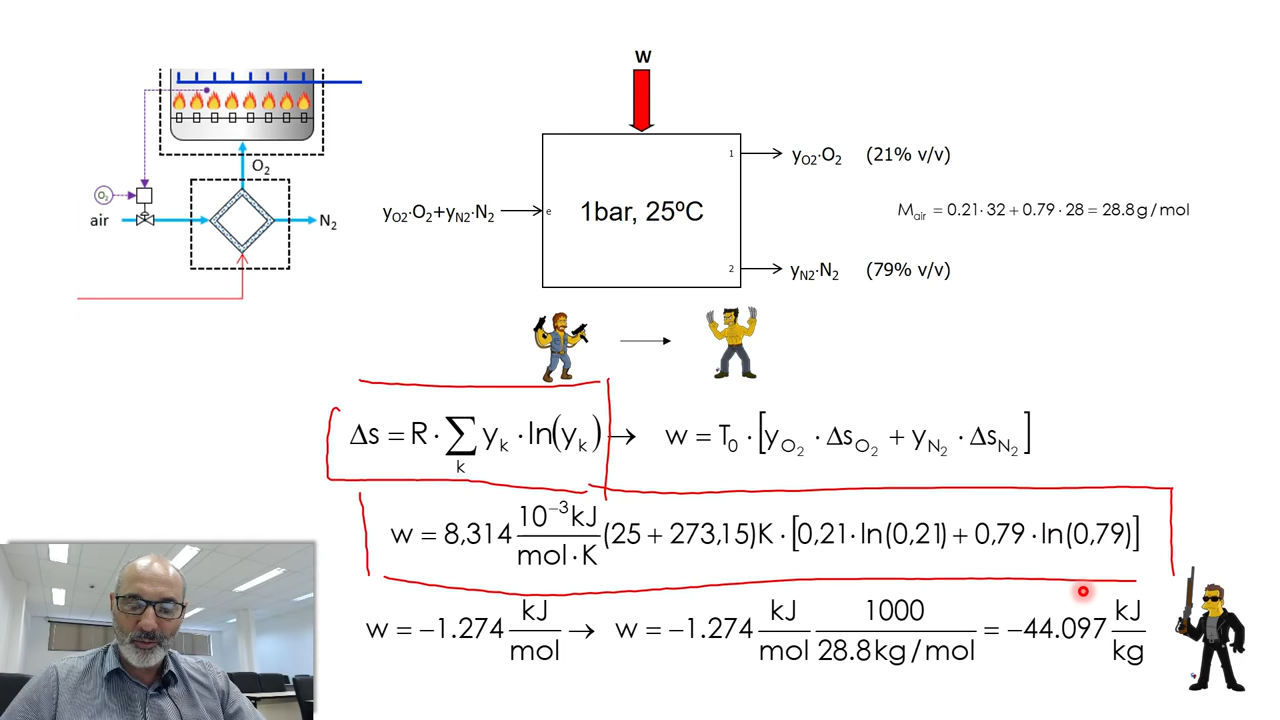 W
O₂
O₂
air
N₂
yO2·O₂+yN2·N₂
e
1bar, 25ºC
1
yO2·O₂ (21% v/v)
2
yN2·N₂ (79% v/v)
Mair = 0.21·32 + 0.79·28 = 28.8 g/mol
Δs = R·∑k yk·ln(yk) → w = T₀·[yO₂·ΔsO₂ + yN₂·ΔsN₂]
w = 8,314 10⁻³kJ/mol·K (25 + 273,15)K·[0,21·ln(0,21) + 0,79·ln(0,79)]
w = −1.274 kJ/mol → w = −1.274 kJ/mol 1000/28.8kg/mol = −44.097 kJ/kg